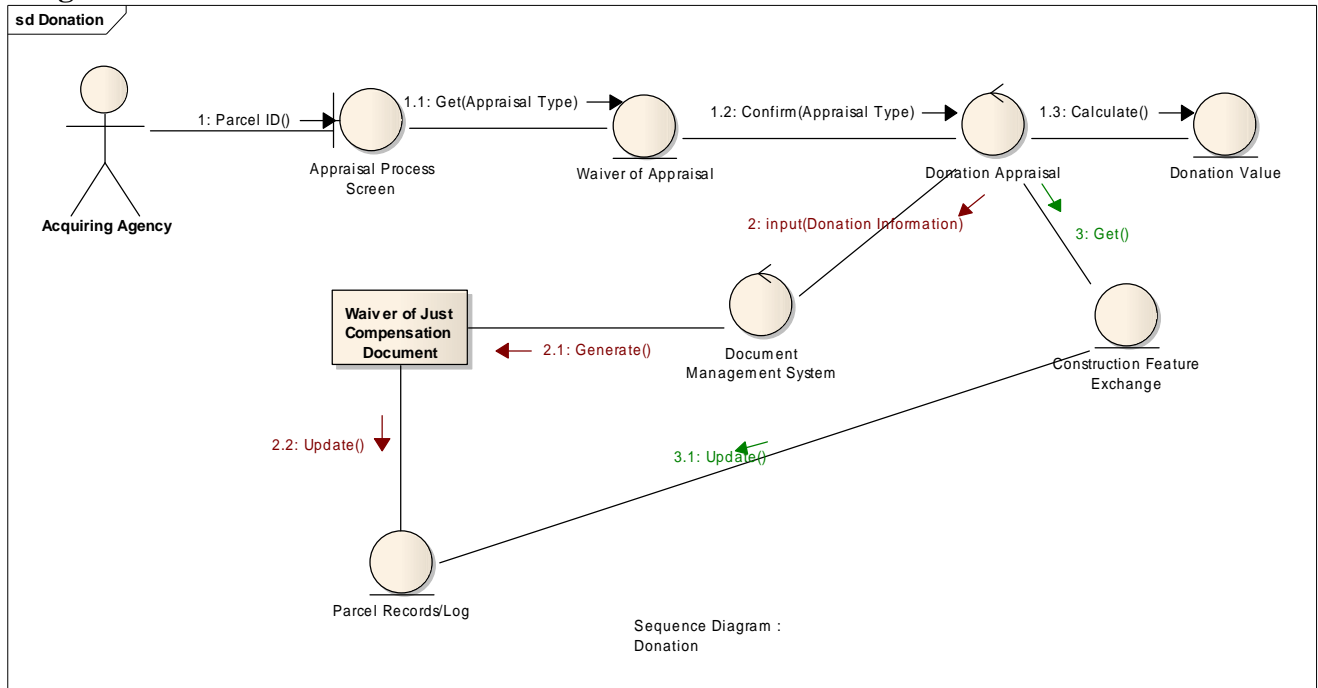 sd Donation
1: Parcel ID()
1.1: Get(Appraisal Type)
1.2: Confirm(Appraisal Type)
1.3: Calculate()
Appraisal Process
Screen
Waiver of Appraisal
Donation Appraisal
Donation Value
Acquiring Agency
2: input(Donation Information)
3: Get()
Waiver of Just
Compensation
Document
2.1: Generate()
Document
Management System
Construction Feature
Exchange
2.2: Update()
3.1: Update()
Parcel Records/Log
Sequence Diagram :
Donation